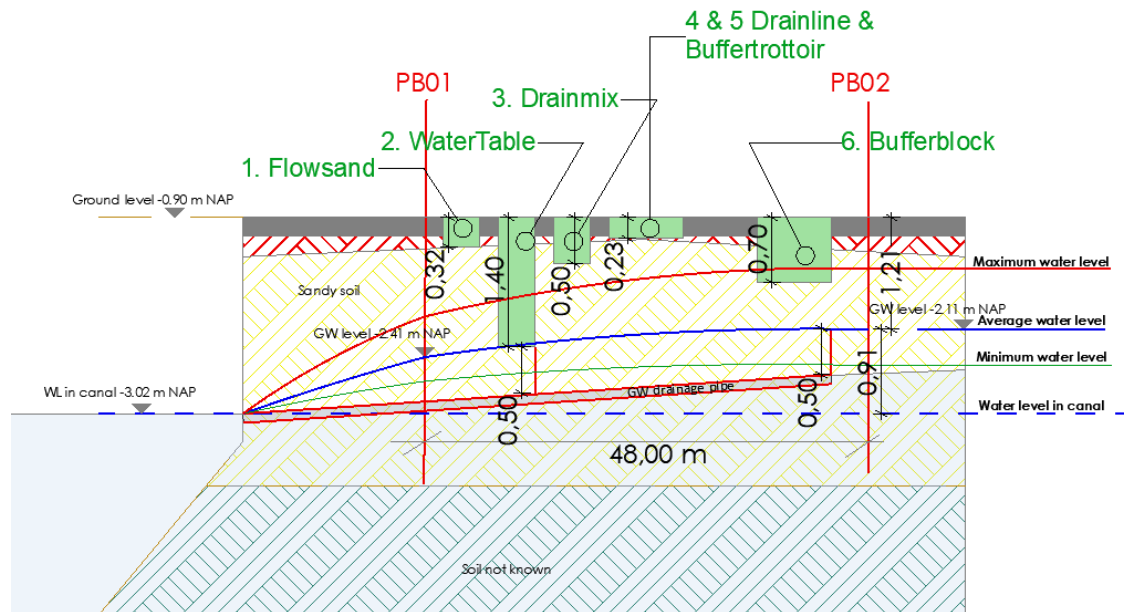 4 & 5 Drainline &
Buffertrottoir
PB01
PB02
3. Drainmix
2. WaterTable
6. Bufferblock
1. Flowsand
Ground level -0.90 m NAP
0,32
1,40
0,50
0,23
0,70
1,21
Maximum water level
Sandy soil
GW level -2.11 m NAP
GW level -2.41 m NAP
Average water level
Minimum water level
WL in canal -3.02 m NAP
GW drainage pipe
0,50
0,50
0,91
Water level in canal
48,00 m
Soil not known